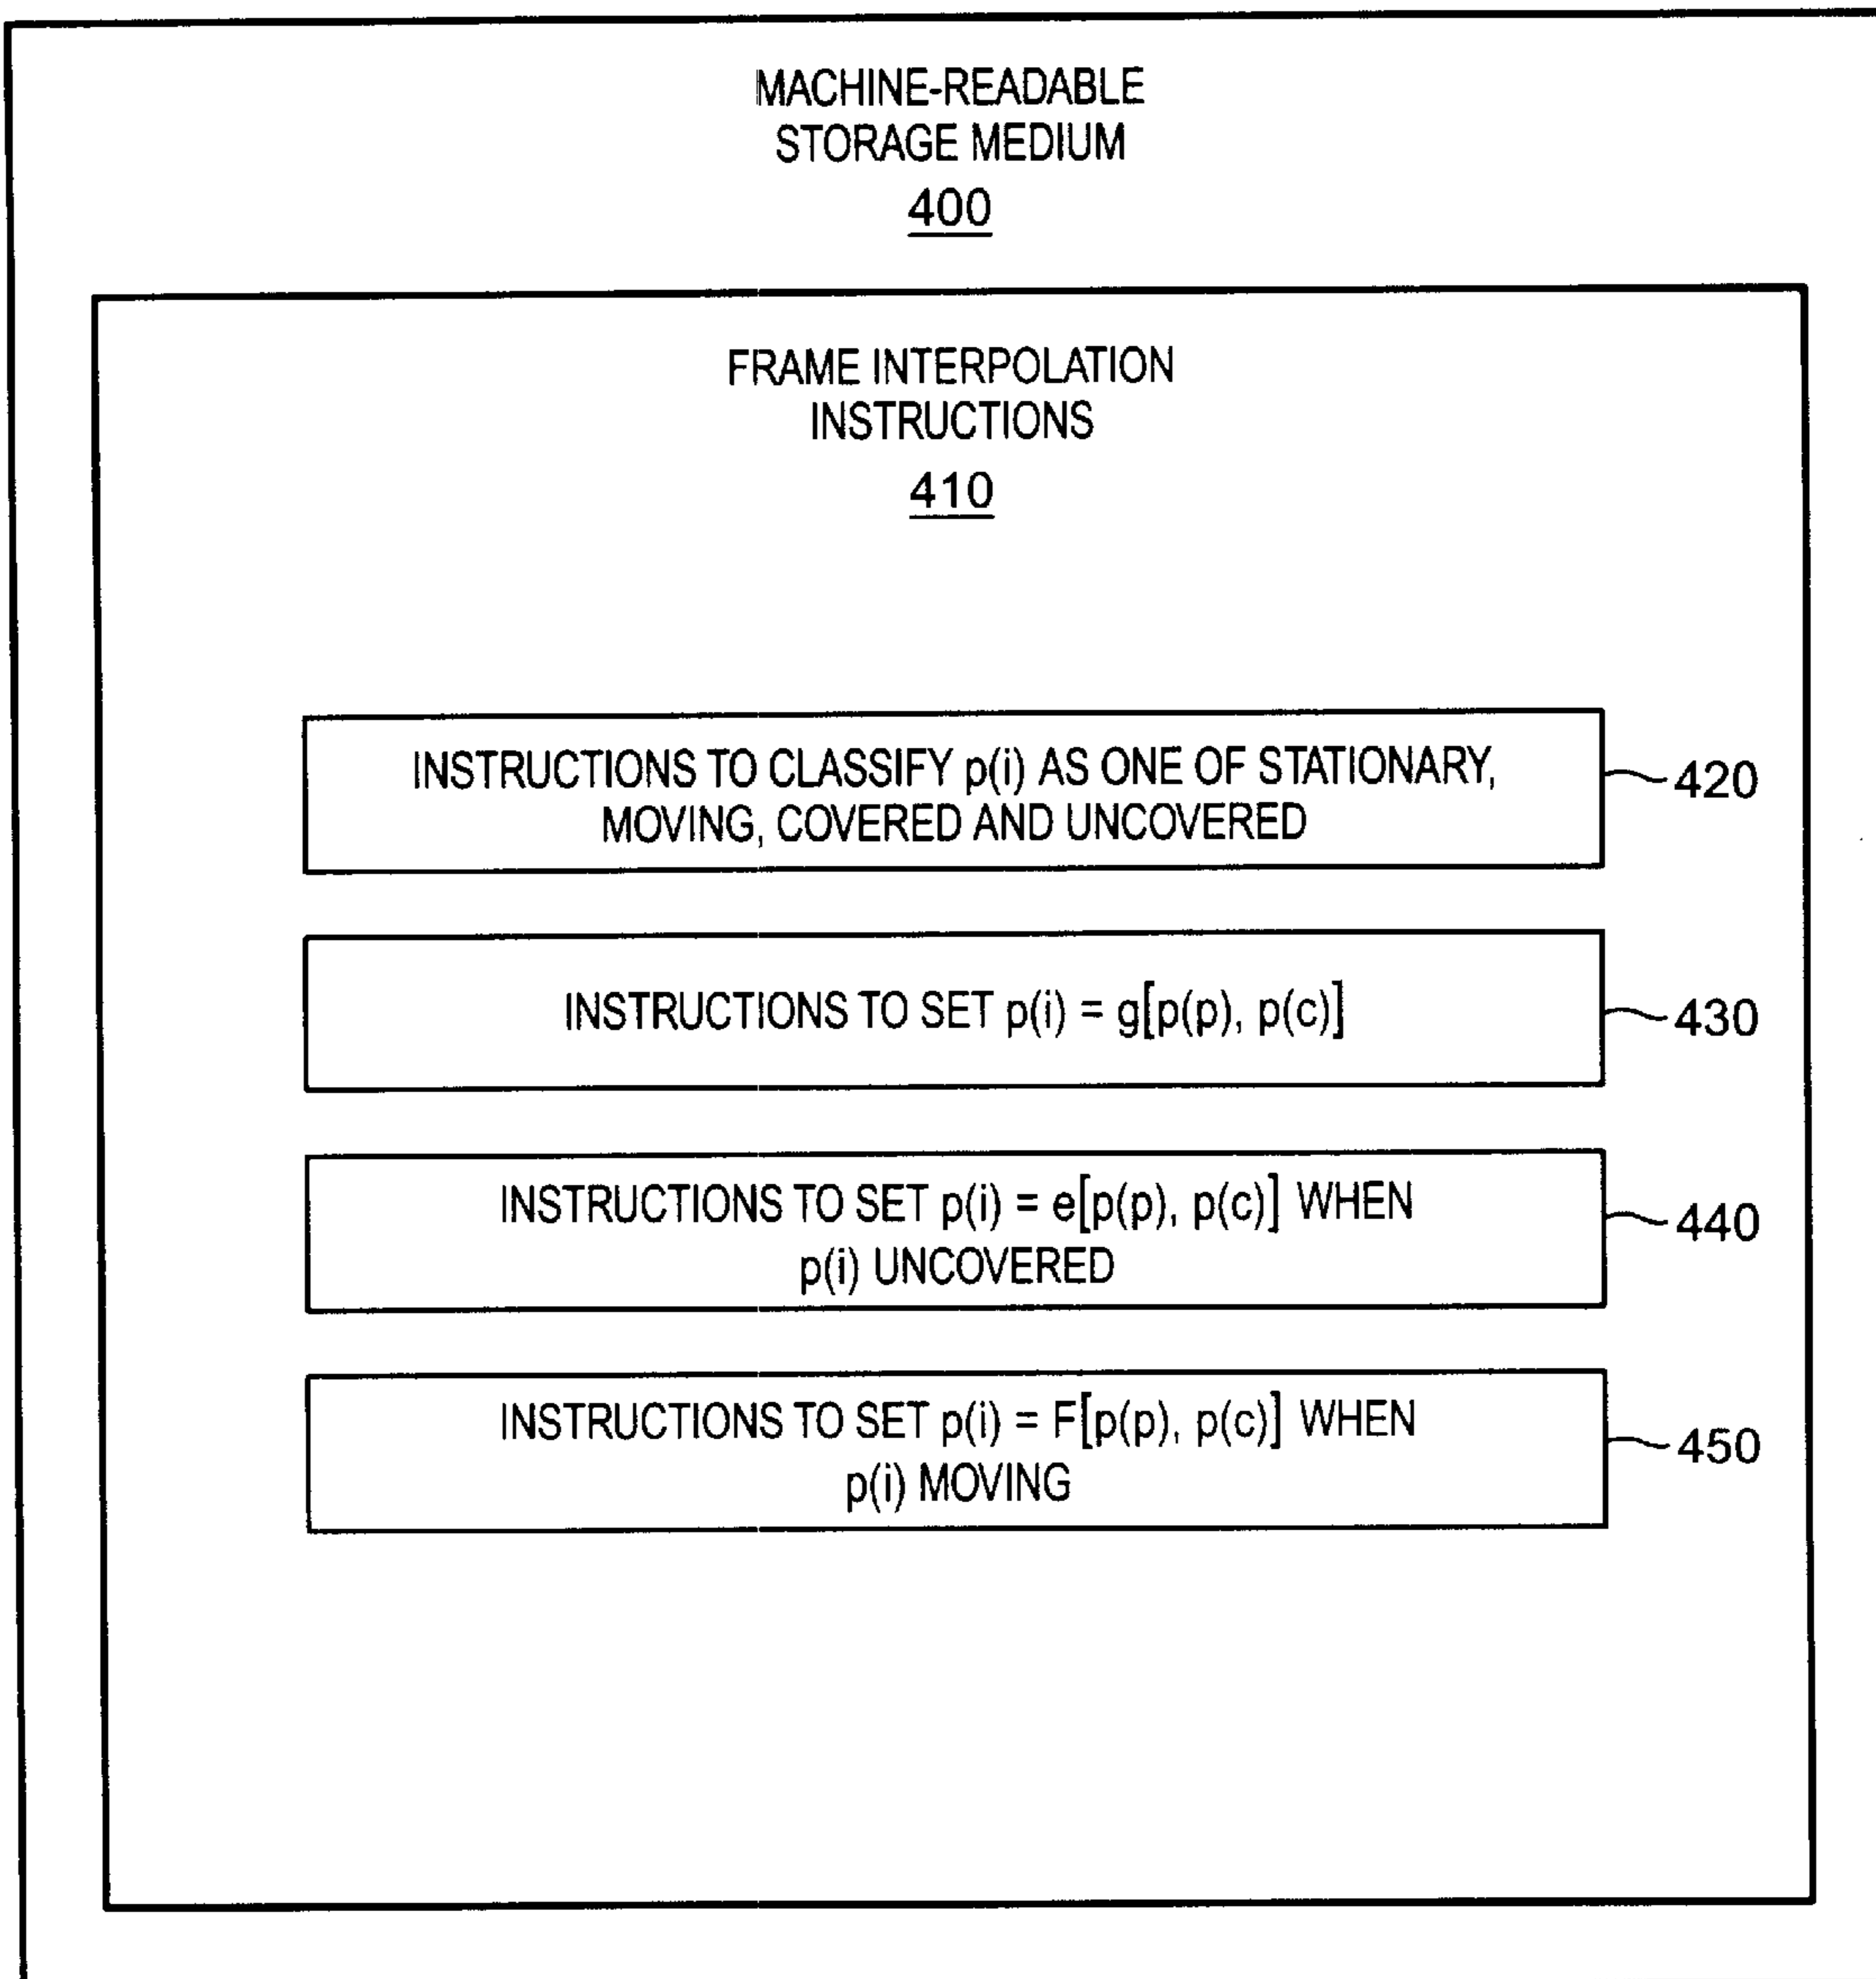 MACHINE-READABLE
STORAGE MEDIUM
400
FRAME INTERPOLATION
INSTRUCTIONS
410
INSTRUCTIONS TO CLASSIFY p(i) AS ONE OF STATIONARY,
MOVING, COVERED AND UNCOVERED
420
INSTRUCTIONS TO SET p(i) = g[p(p), p(c)]
430
INSTRUCTIONS TO SET p(i) = e[p(p), p(c)] WHEN
p(i) UNCOVERED
440
INSTRUCTIONS TO SET p(i) = F[p(p), p(c)] WHEN
p(i) MOVING
450